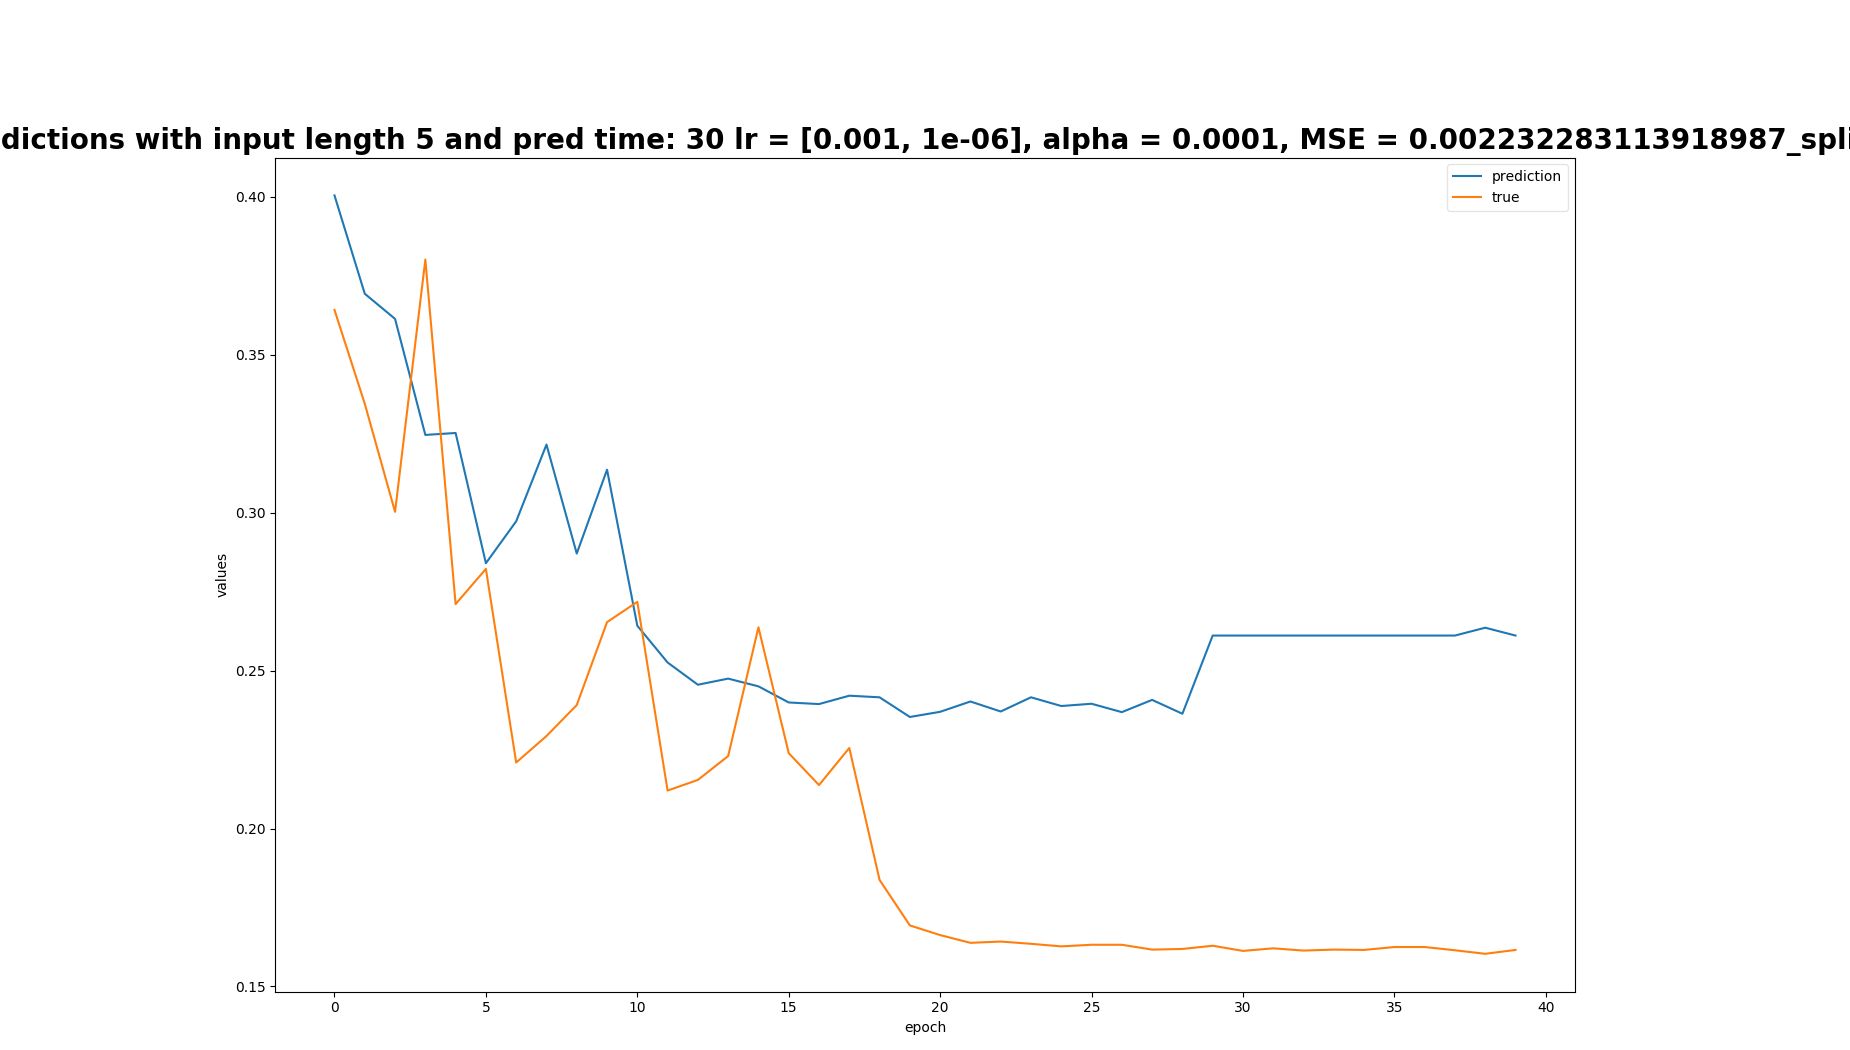 dictions with input length 5 and pred time: 30 lr = [0.001, 1e-06], alpha = 0.0001, MSE = 0.002232283113918987_spli
prediction
true
0.40
0.35
0.30
0.25
0.20
0.15
values
0 5 10 15 20 25 30 35 40
epoch